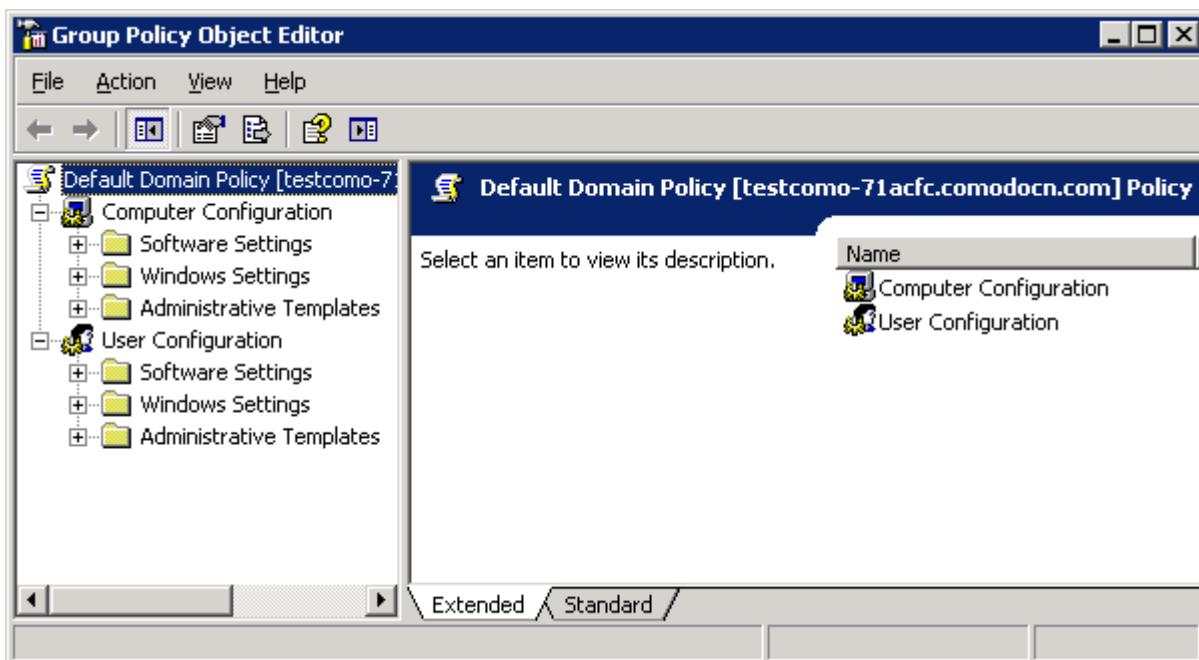 Group Policy Object Editor
File Action View Help
Default Domain Policy [testcomo-71
Computer Configuration
Software Settings
Windows Settings
Administrative Templates
User Configuration
Software Settings
Windows Settings
Administrative Templates
Default Domain Policy [testcomo-71acfc.comodocn.com] Policy
Select an item to view its description.
Name
Computer Configuration
User Configuration
Extended Standard